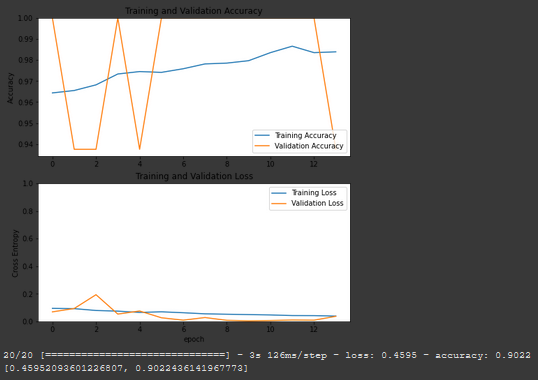 Training and Validation Accuracy
1.00
0.99
0.98
0.97
0.96
0.95
0.94
Accuracy
Training Accuracy
Validation Accuracy
0 2 4 6 8 10 12
Training and Validation Loss
1.0
0.8
0.6
0.4
0.2
0.0
Cross Entropy
Training Loss
Validation Loss
0 2 4 6 8 10 12
epoch
20/20 [==============================] - 3s 126ms/step - loss: 0.4595 - accuracy: 0.9022
[0.45952093601226807, 0.9022436141967773]